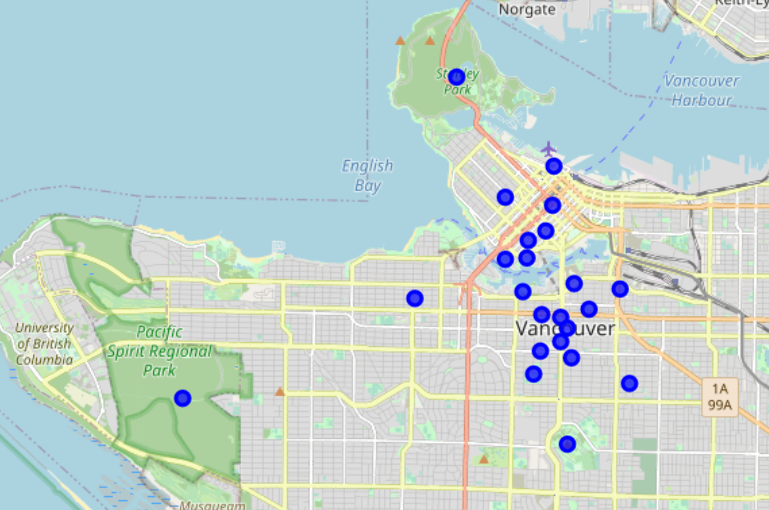 Norgate
Keith-Ly
Stanley
Park
Vancouver
Harbour
English
Bay
University
of British
Columbia
Pacific
Spirit Regional
Park
Vancouver
1A
99A
Musqueam